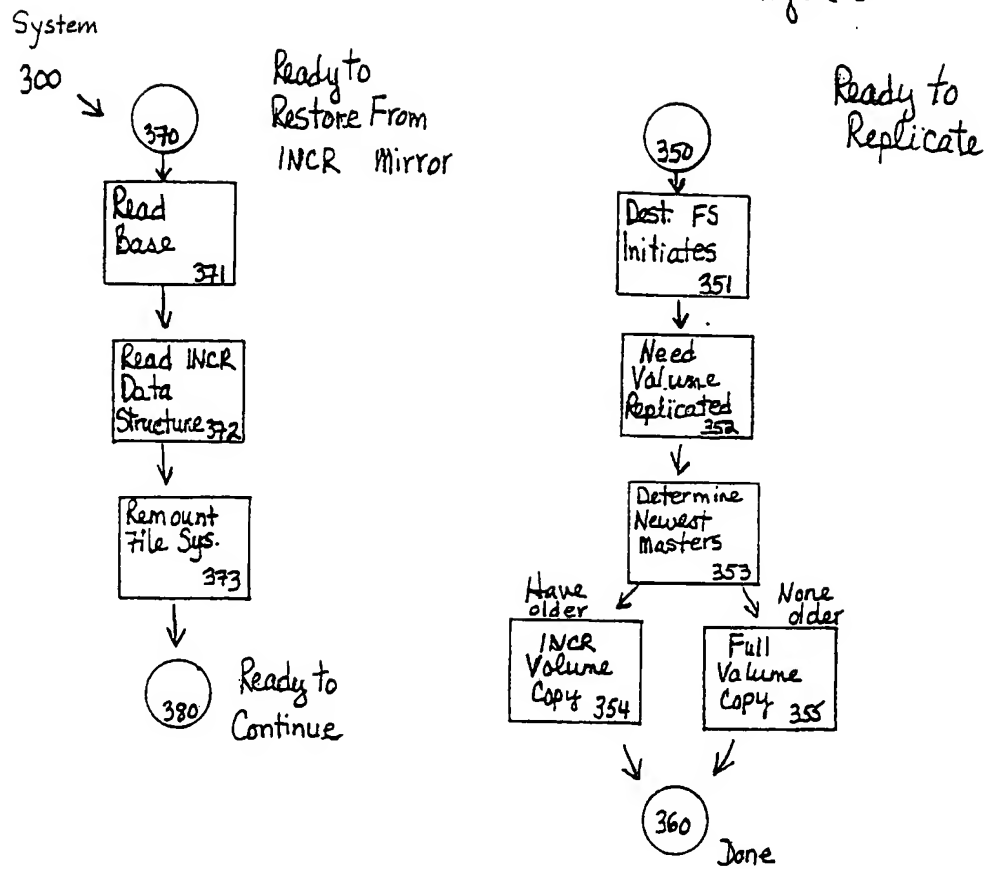 System
300
370
Ready to
Restore From
INCR Mirror
Read
Base
371
Read INCR
Data
Structure 372
Remount
File Sys.
373
380
Ready to
Continue
Ready to
Replicate
350
Dest. FS
Initiates
351
Need
Volume
Replicated
352
Determine
Newest
Masters
353
Have
older
None
older
INCR
Volume
Copy 354
Full
Volume
Copy 355
360
Done